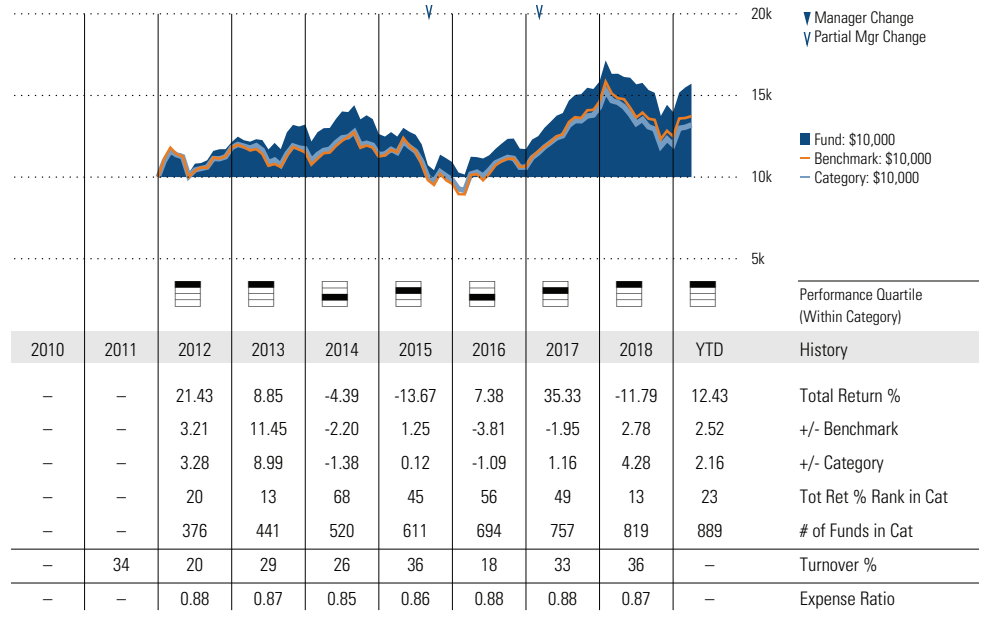 20k
Manager Change
Partial Mgr Change
15k
Fund: $10,000
Benchmark: $10,000
10k
Category: $10,000
5k
Performance Quartile
(Within Category)
2010 2011 2012 2013 2014 2015 2016 2017 2018 YTD History
– – 21.43 8.85 -4.39 -13.67 7.38 35.33 -11.79 12.43 Total Return %
– – 3.21 11.45 -2.20 1.25 -3.81 -1.95 2.78 2.52 +/- Benchmark
– – 3.28 8.99 -1.38 0.12 -1.09 1.16 4.28 2.16 +/- Category
– – 20 13 68 45 56 49 13 23 Tot Ret % Rank in Cat
– – 376 441 520 611 694 757 819 889 # of Funds in Cat
– 34 20 29 26 36 18 33 36 – Turnover %
– – 0.88 0.87 0.85 0.86 0.88 0.88 0.87 – Expense Ratio